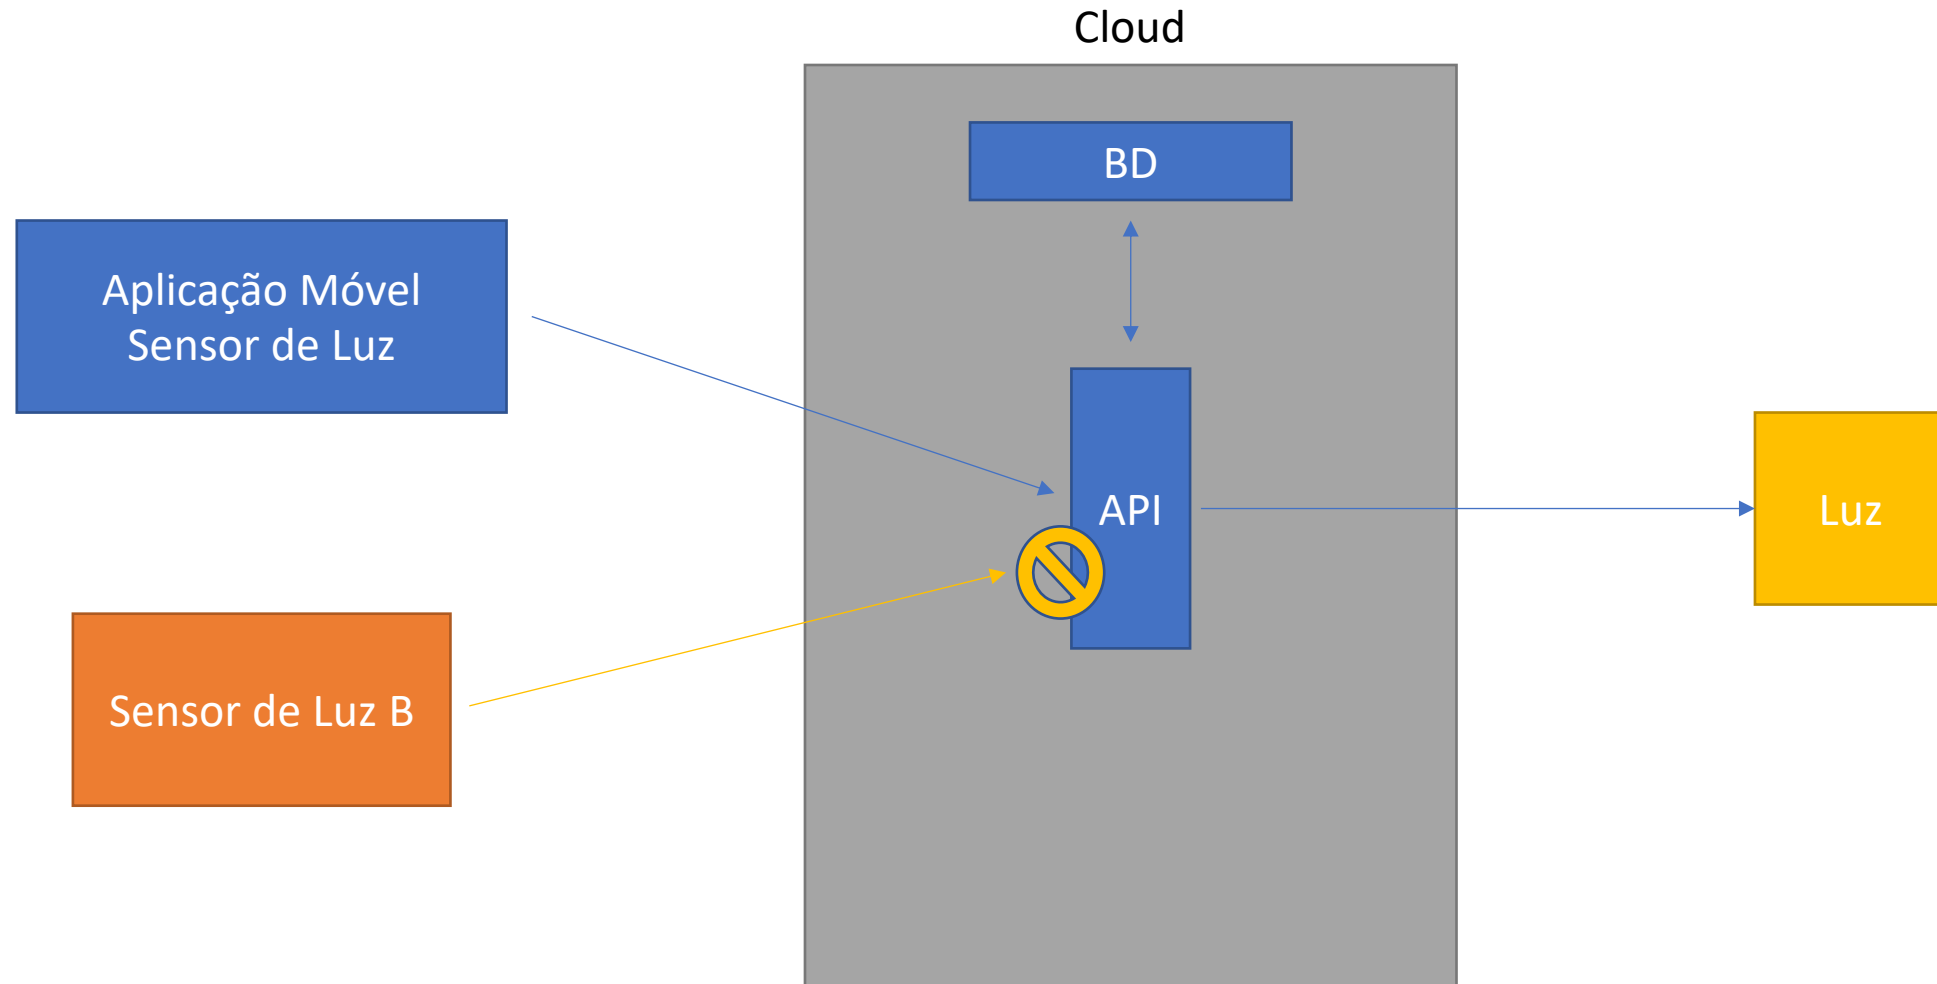 Cloud
BD
Aplicação Móvel
Sensor de Luz
API
Luz
Sensor de Luz B